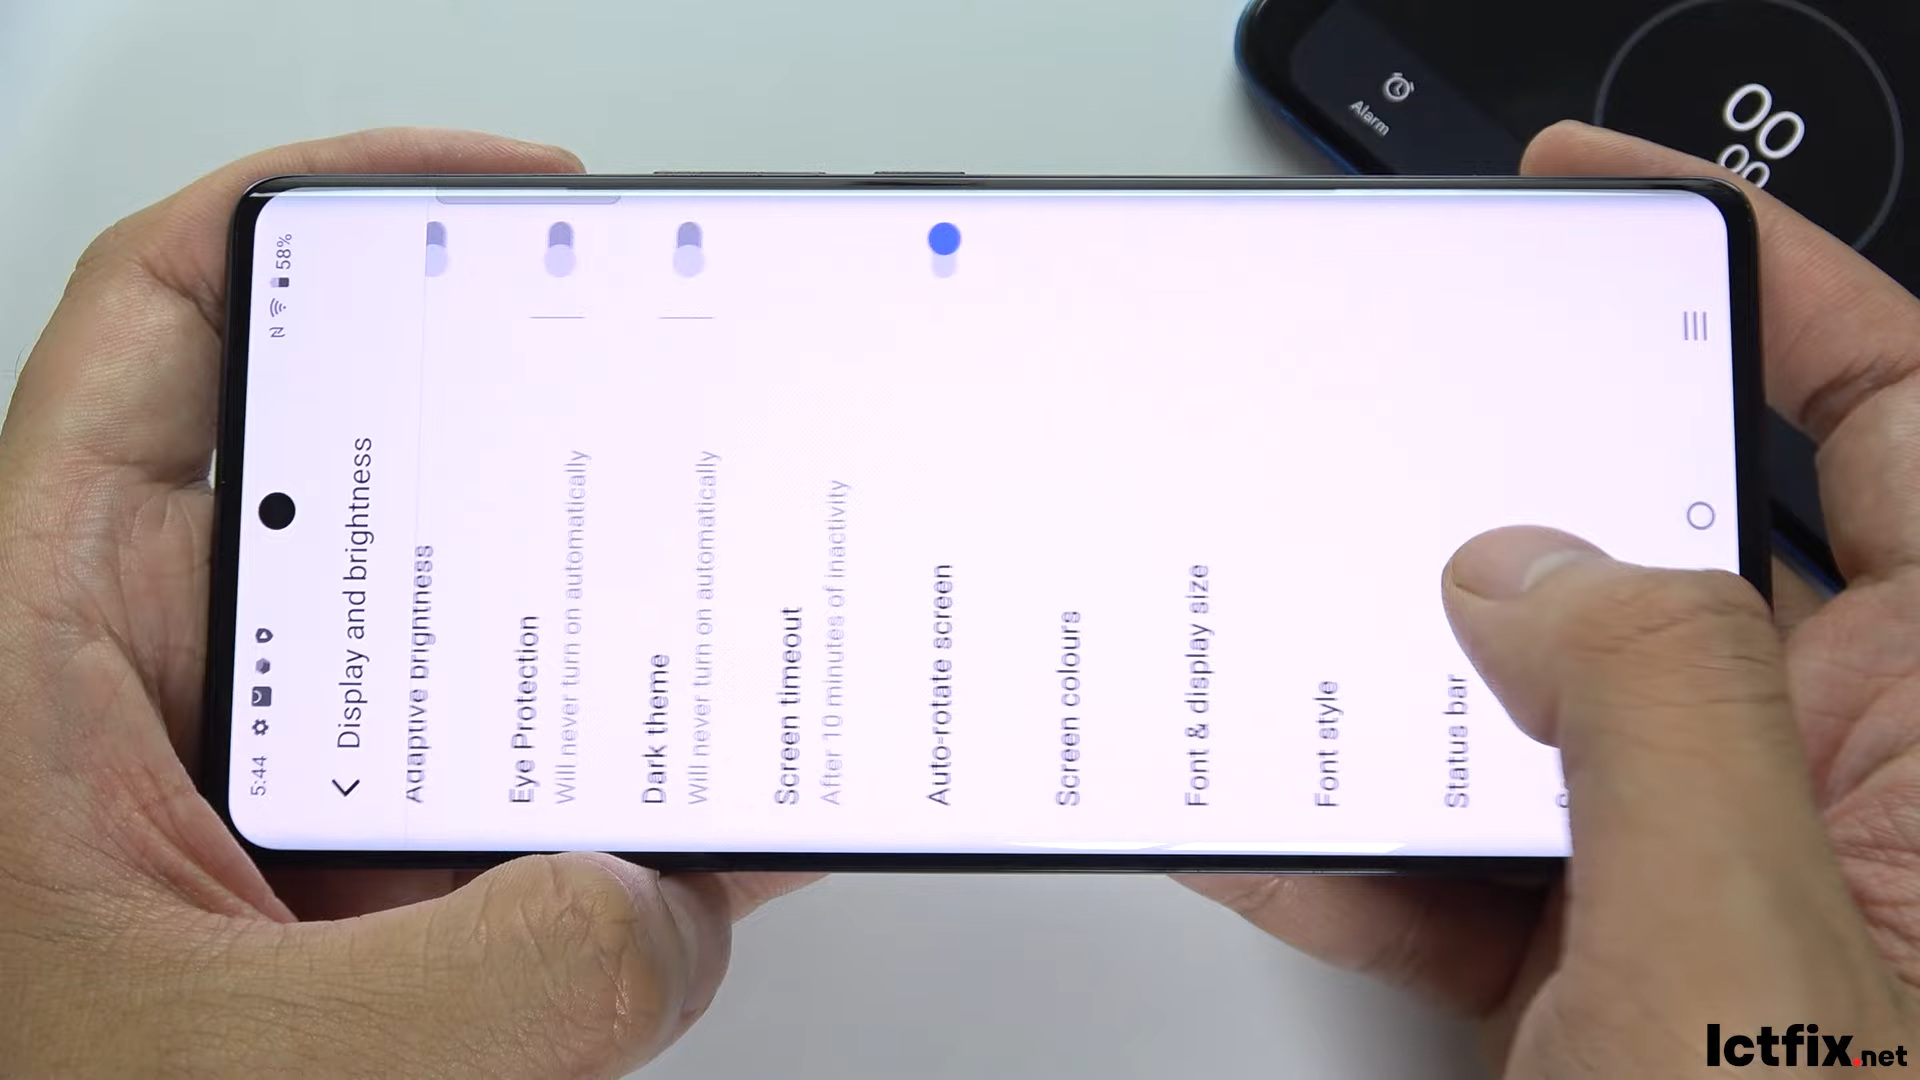 5:44
58%
Display and brightness
Adaptive brightness
Eye Protection
Will never turn on automatically
Dark theme
Will never turn on automatically
Screen timeout
After 10 minutes of inactivity
Auto-rotate screen
Screen colours
Font & display size
Font style
Status bar
Alarm
00
00
Ictfix.net